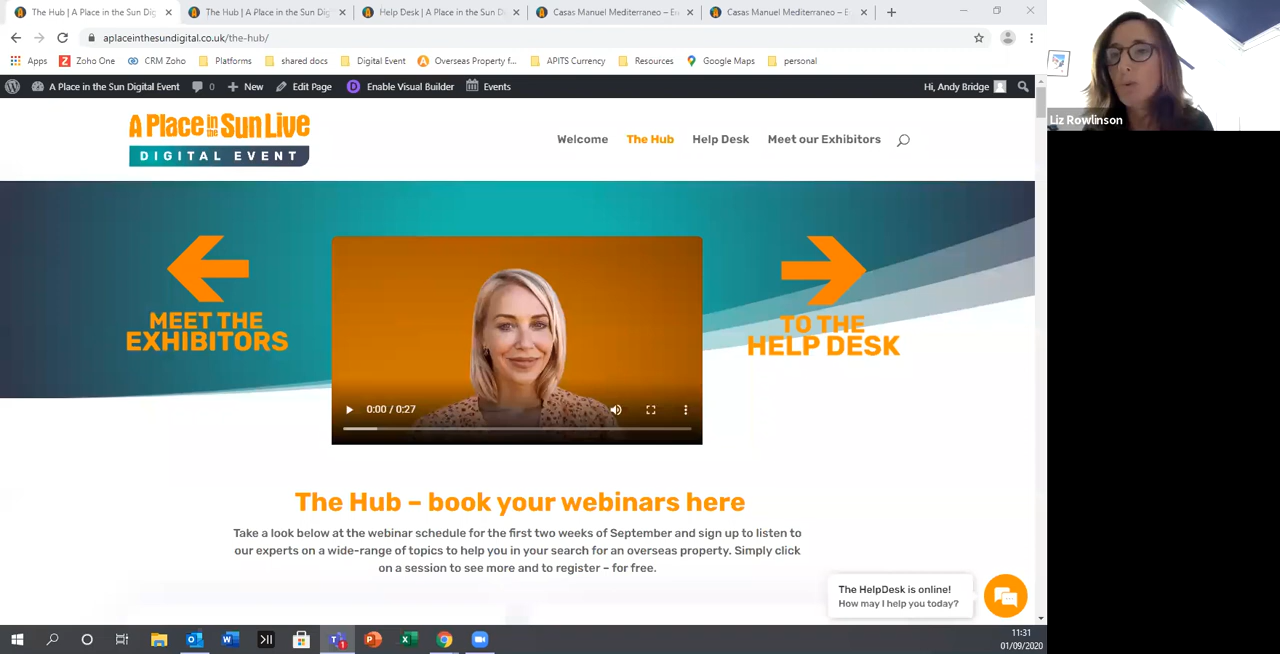 The Hub | A Place in the Sun Dig
The Hub | A Place in the Sun Dig
Help Desk | A Place in the Sun D
Casas Manuel Mediterraneo – E
Casas Manuel Mediterraneo – E
aplaceinthesundigital.co.uk/the-hub/
Apps
Zoho One
CRM Zoho
Platforms
shared docs
Digital Event
Overseas Property f...
APITS Currency
Resources
Google Maps
personal
A Place in the Sun Digital Event
0
New
Edit Page
D
Enable Visual Builder
Events
Hi, Andy Bridge
A Place in the Sun Live
DIGITAL EVENT
Welcome
The Hub
Help Desk
Meet our Exhibitors
MEET THE
EXHIBITORS
0:00 / 0:27
TO THE
HELP DESK
The Hub – book your webinars here
Take a look below at the webinar schedule for the first two weeks of September and sign up to listen to
our experts on a wide-range of topics to help you in your search for an overseas property. Simply click
on a session to see more and to register – for free.
The HelpDesk is online!
How may I help you today?
11:31
01/09/2020
Liz Rowlinson